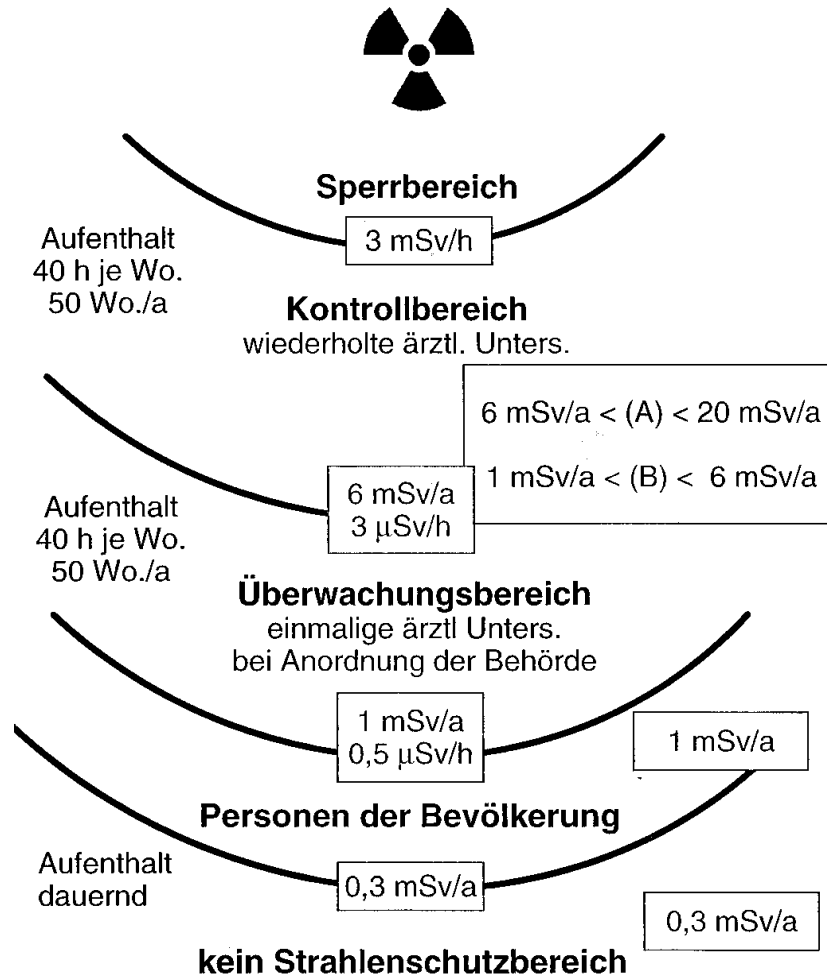 Sperrbereich
3 mSv/h
Aufenthalt
40 h je Wo.
50 Wo./a
Kontrollbereich
wiederholte ärztl. Unters.
6 mSv/a < (A) < 20 mSv/a
1 mSv/a < (B) < 6 mSv/a
6 mSv/a
3 µSv/h
Aufenthalt
40 h je Wo.
50 Wo./a
Überwachungsbereich
einmalige ärztl Unters.
bei Anordnung der Behörde
1 mSv/a
0,5 µSv/h
1 mSv/a
Personen der Bevölkerung
Aufenthalt
dauernd
0,3 mSv/a
0,3 mSv/a
kein Strahlenschutzbereich